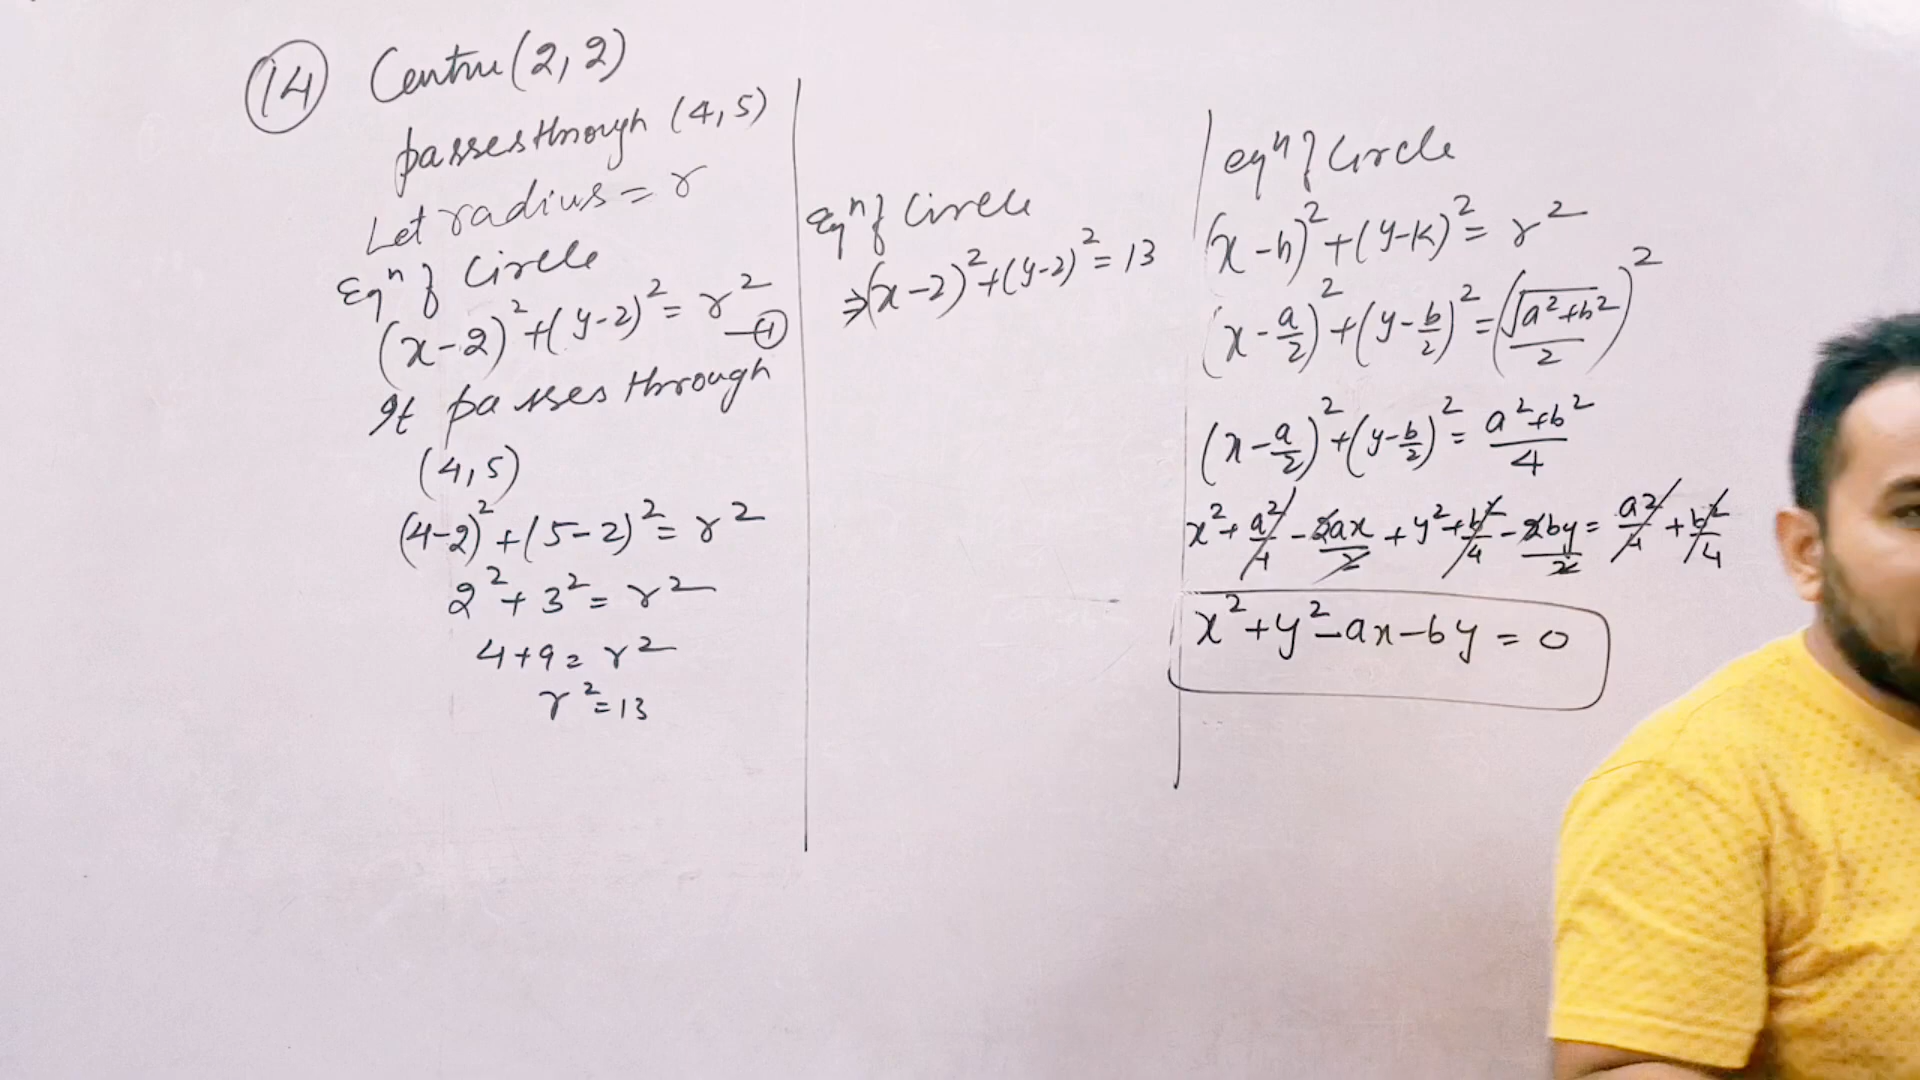 14 Centre (2,2)
passes through (4,5)
Let radius = r
Eqⁿ of Circle
(x-2)²+(y-2)² = r² —①
It passes through
(4,5)
(4-2)²+(5-2)² = r²
2²+3² = r²
4+9 = r²
r² = 13
Eqⁿ of Circle
⇒(x-2)²+(y-2)² = 13
eqⁿ of Circle
(x-h)²+(y-k)² = r²
(x-a/2)²+(y-b/2)² = (√a²+b²/2)²
(x-a/2)²+(y-b/2)² = a²+b²/4
x²+a²/4-2ax/2+y²+b²/4-2by/2 = a²/4+b²/4
x²+y²-ax-by = 0